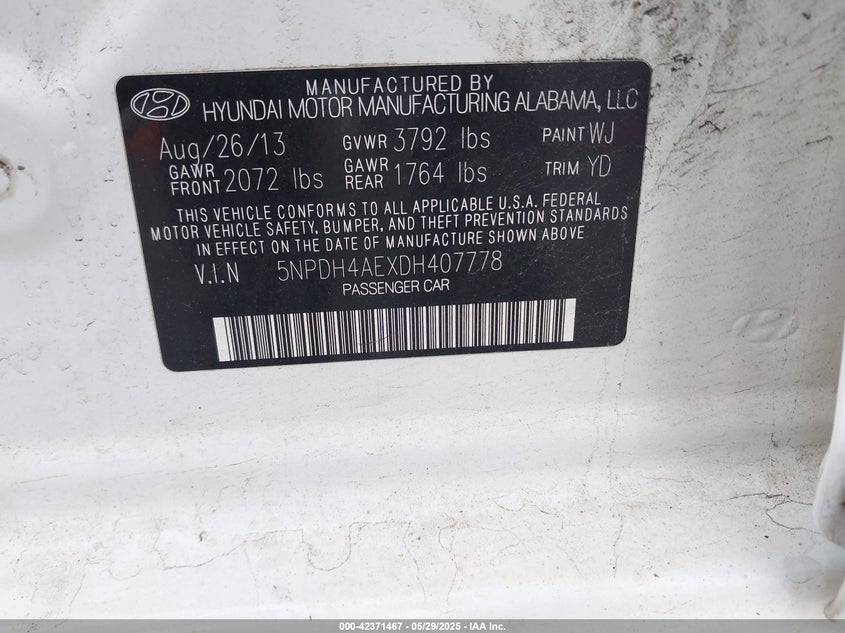 MANUFACTURED BY
HYUNDAI MOTOR MANUFACTURING ALABAMA, LLC
Aug/26/13 GVWR 3792 lbs PAINT WJ
GAWR FRONT 2072 lbs GAWR REAR 1764 lbs TRIM YD
THIS VEHICLE CONFORMS TO ALL APPLICABLE U.S.A. FEDERAL
MOTOR VEHICLE SAFETY, BUMPER, AND THEFT PREVENTION STANDARDS
IN EFFECT ON THE DATE OF MANUFACTURE SHOWN ABOVE
V.I.N 5NPDH4AEXDH407778
PASSENGER CAR
000-42371467 - 05/29/2025 - IAA Inc.